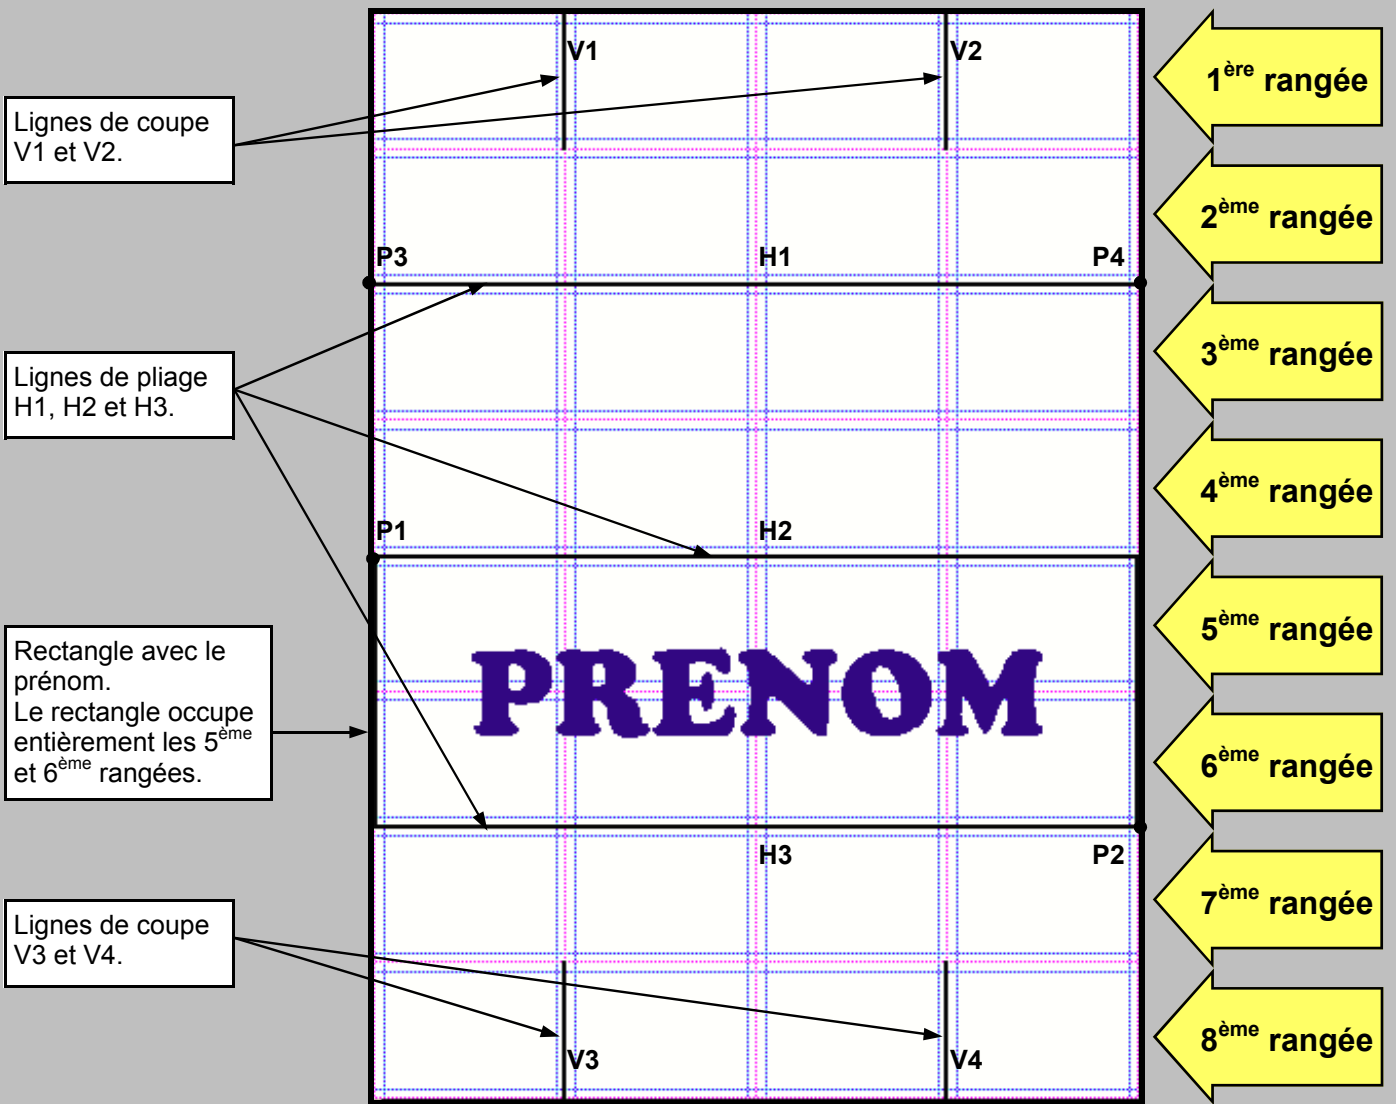 V1
V2
1ère rangée
Lignes de coupe
V1 et V2.
2ème rangée
P3
H1
P4
3ème rangée
Lignes de pliage
H1, H2 et H3.
4ème rangée
P1
H2
5ème rangée
Rectangle avec le
prénom.
Le rectangle occupe
entièrement les 5ème
et 6ème rangées.
PRENOM
6ème rangée
H3
P2
7ème rangée
Lignes de coupe
V3 et V4.
8ème rangée
V3
V4